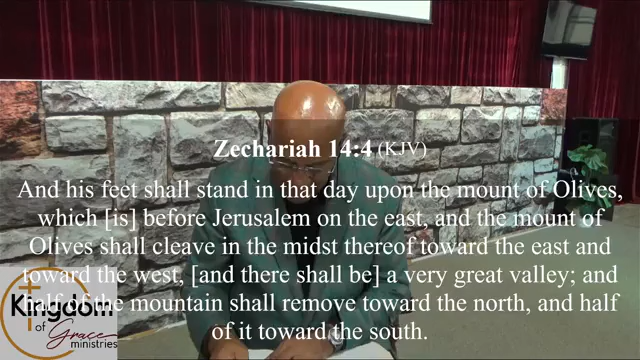 Zechariah 14:4 (KJV)
And his feet shall stand in that day upon the mount of Olives,
which [is] before Jerusalem on the east, and the mount of
Olives shall cleave in the midst thereof toward the east and
toward the west, [and there shall be] a very great valley; and
half of the mountain shall remove toward the north, and half
of it toward the south.
Kingdom
of Grace
ministries